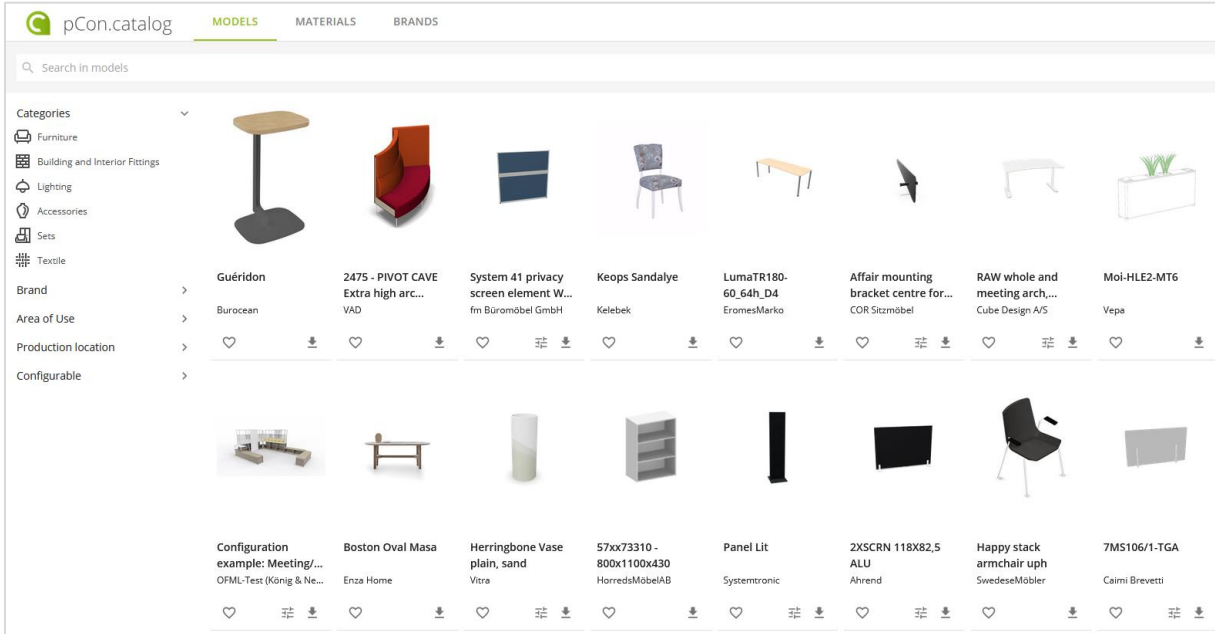 pCon.catalog MODELS MATERIALS BRANDS
Search in models
Categories
Furniture
Building and Interior Fittings
Lighting
Accessories
Sets
Textile
Brand
Area of Use
Production location
Configurable
Guéridon
Burocean
2475 - PIVOT CAVE
Extra high arc...
VAD
System 41 privacy
screen element W...
fm Büromöbel GmbH
Keops Sandalye
Kelebek
LumaTR180-
60_64h_D4
EromesMarko
Affair mounting
bracket centre for...
COR Sitzmöbel
RAW whole and
meeting arch,...
Cube Design A/S
Moi-HLE2-MT6
Vepa
Configuration
example: Meeting/...
OFML-Test (König & Ne...
Boston Oval Masa
Enza Home
Herringbone Vase
plain, sand
Vitra
57xx73310 -
800x1100x430
HorredsMöbelAB
Panel Lit
Systemtronic
2XSCRN 118X82,5
ALU
Ahrend
Happy stack
armchair uph
SwedeseMöbler
7MS106/1-TGA
Caimi Brevetti